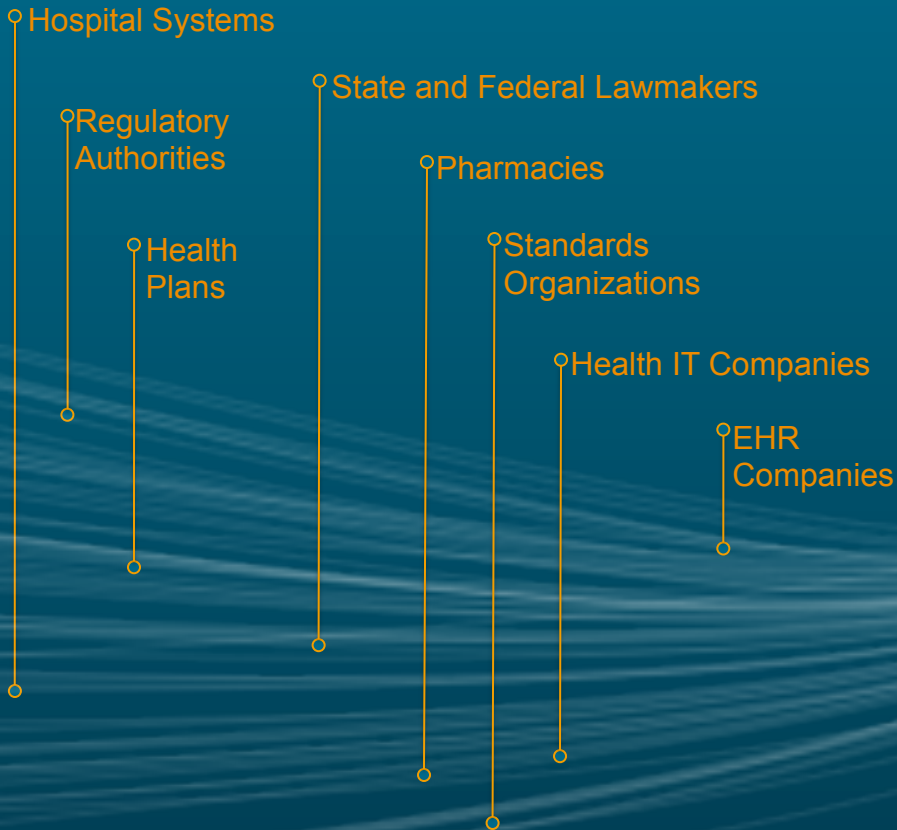 Hospital Systems
State and Federal Lawmakers
Regulatory
Authorities
Pharmacies
Health
Plans
Standards
Organizations
Health IT Companies
EHR
Companies